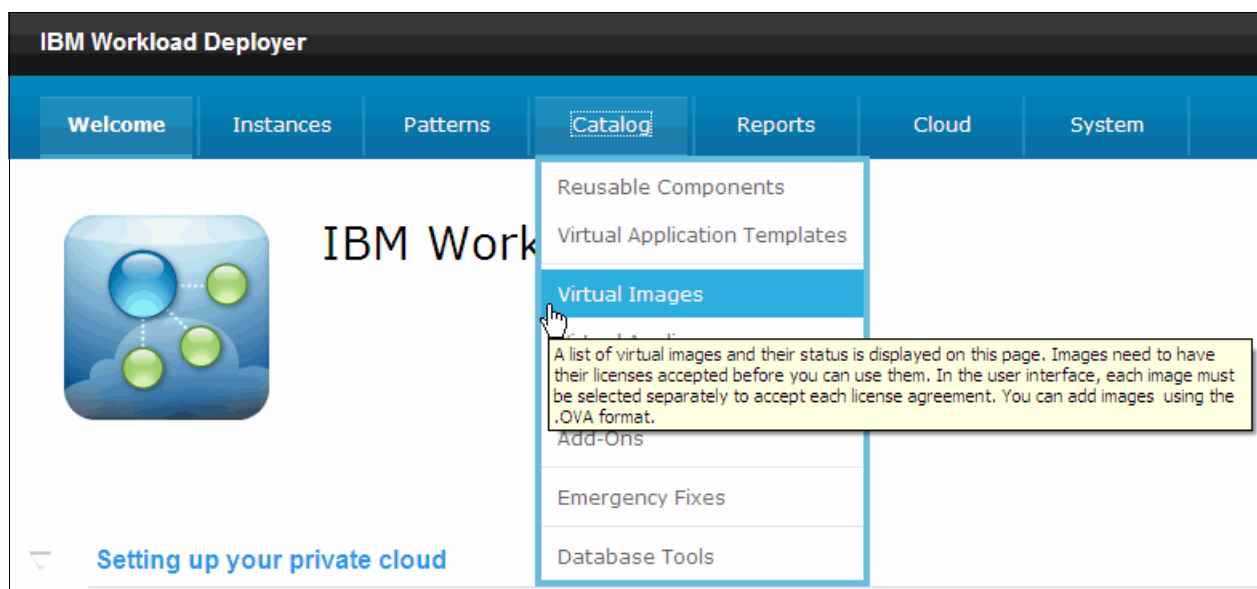 IBM Workload Deployer
Welcome Instances Patterns Catalog Reports Cloud System
Reusable Components
IBM Work
Virtual Application Templates
Virtual Images
A list of virtual images and their status is displayed on this page. Images need to have
their licenses accepted before you can use them. In the user interface, each image must
be selected separately to accept each license agreement. You can add images using the
.OVA format.
Add-Ons
Emergency Fixes
Database Tools
Setting up your private cloud